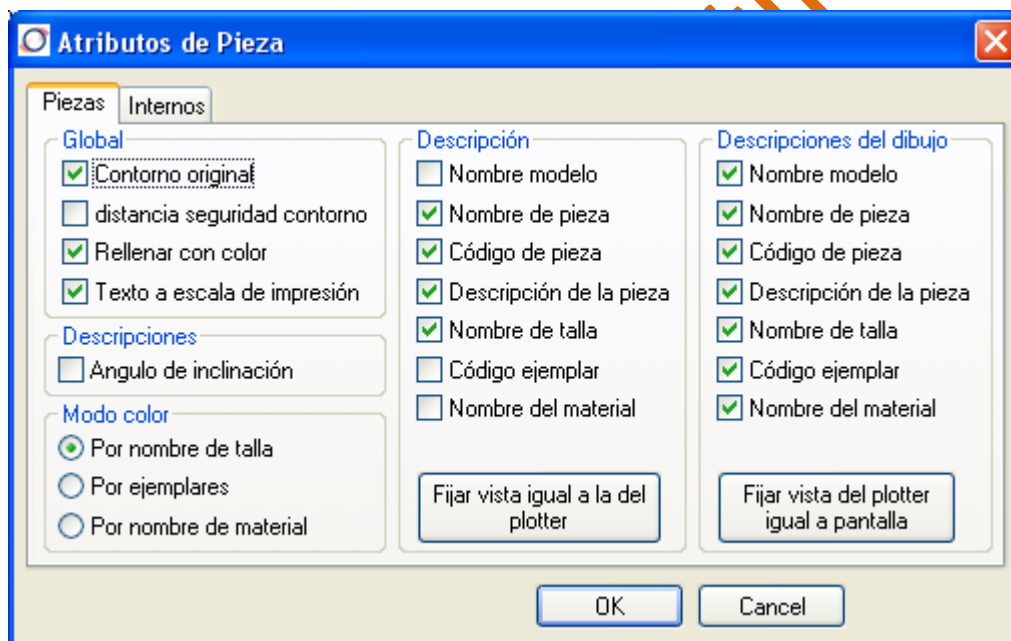 Atributos de Pieza
Piezas
Internos
Global
Contorno original
distancia seguridad contorno
Rellenar con color
Texto a escala de impresión
Descripciones
Angulo de inclinación
Modo color
Por nombre de talla
Por ejemplares
Por nombre de material
Descripción
Nombre modelo
Nombre de pieza
Código de pieza
Descripción de la pieza
Nombre de talla
Código ejemplar
Nombre del material
Fijar vista igual a la del
plotter
Descripciones del dibujo
Nombre modelo
Nombre de pieza
Código de pieza
Descripción de la pieza
Nombre de talla
Código ejemplar
Nombre del material
Fijar vista del plotter
igual a pantalla
OK
Cancel